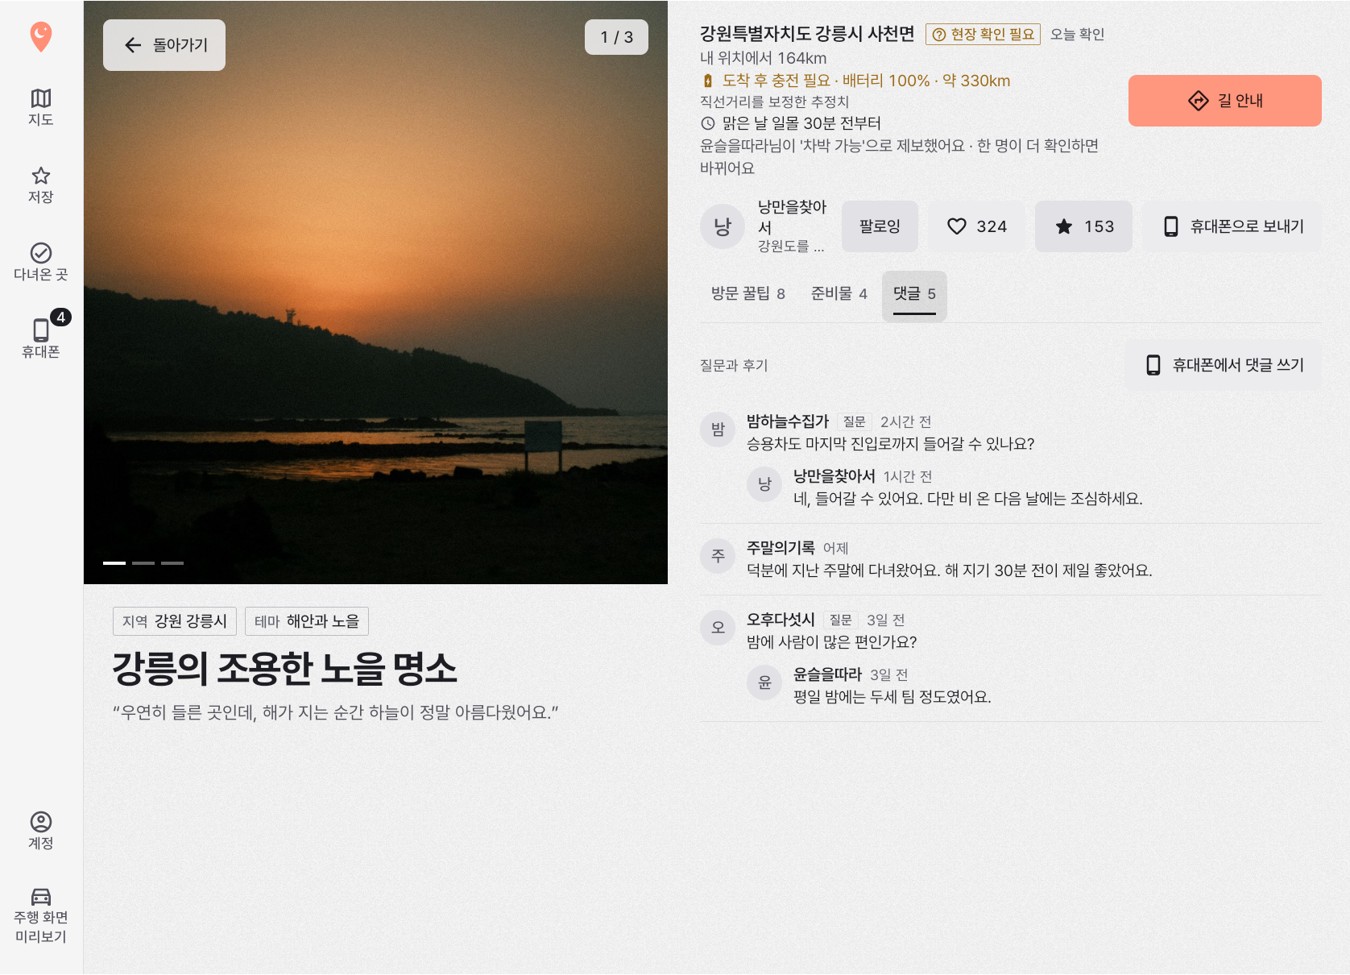 지도
저장
다녀온 곳
4
휴대폰
계정
주행 화면
미리보기
돌아가기
1 / 3
지역 강원 강릉시
테마 해안과 노을
강릉의 조용한 노을 명소
“우연히 들른 곳인데, 해가 지는 순간 하늘이 정말 아름다웠어요.”
강원특별자치도 강릉시 사천면 현장 확인 필요 오늘 확인
내 위치에서 164km
도착 후 충전 필요 · 배터리 100% · 약 330km
직선거리를 보정한 추정치
맑은 날 일몰 30분 전부터
윤슬을따라님이 '차박 가능'으로 제보했어요 · 한 명이 더 확인하면
바뀌어요
길 안내
낭
낭만을찾아
서
강원도를 ...
팔로잉
324
153
휴대폰으로 보내기
방문 꿀팁 8
준비물 4
댓글 5
질문과 후기
휴대폰에서 댓글 쓰기
밤
밤하늘수집가 질문 2시간 전
승용차도 마지막 진입로까지 들어갈 수 있나요?
낭
낭만을찾아서 1시간 전
네, 들어갈 수 있어요. 다만 비 온 다음 날에는 조심하세요.
주
주말의기록 어제
덕분에 지난 주말에 다녀왔어요. 해 지기 30분 전이 제일 좋았어요.
오
오후다섯시 질문 3일 전
밤에 사람이 많은 편인가요?
윤
윤슬을따라 3일 전
평일 밤에는 두세 팀 정도였어요.